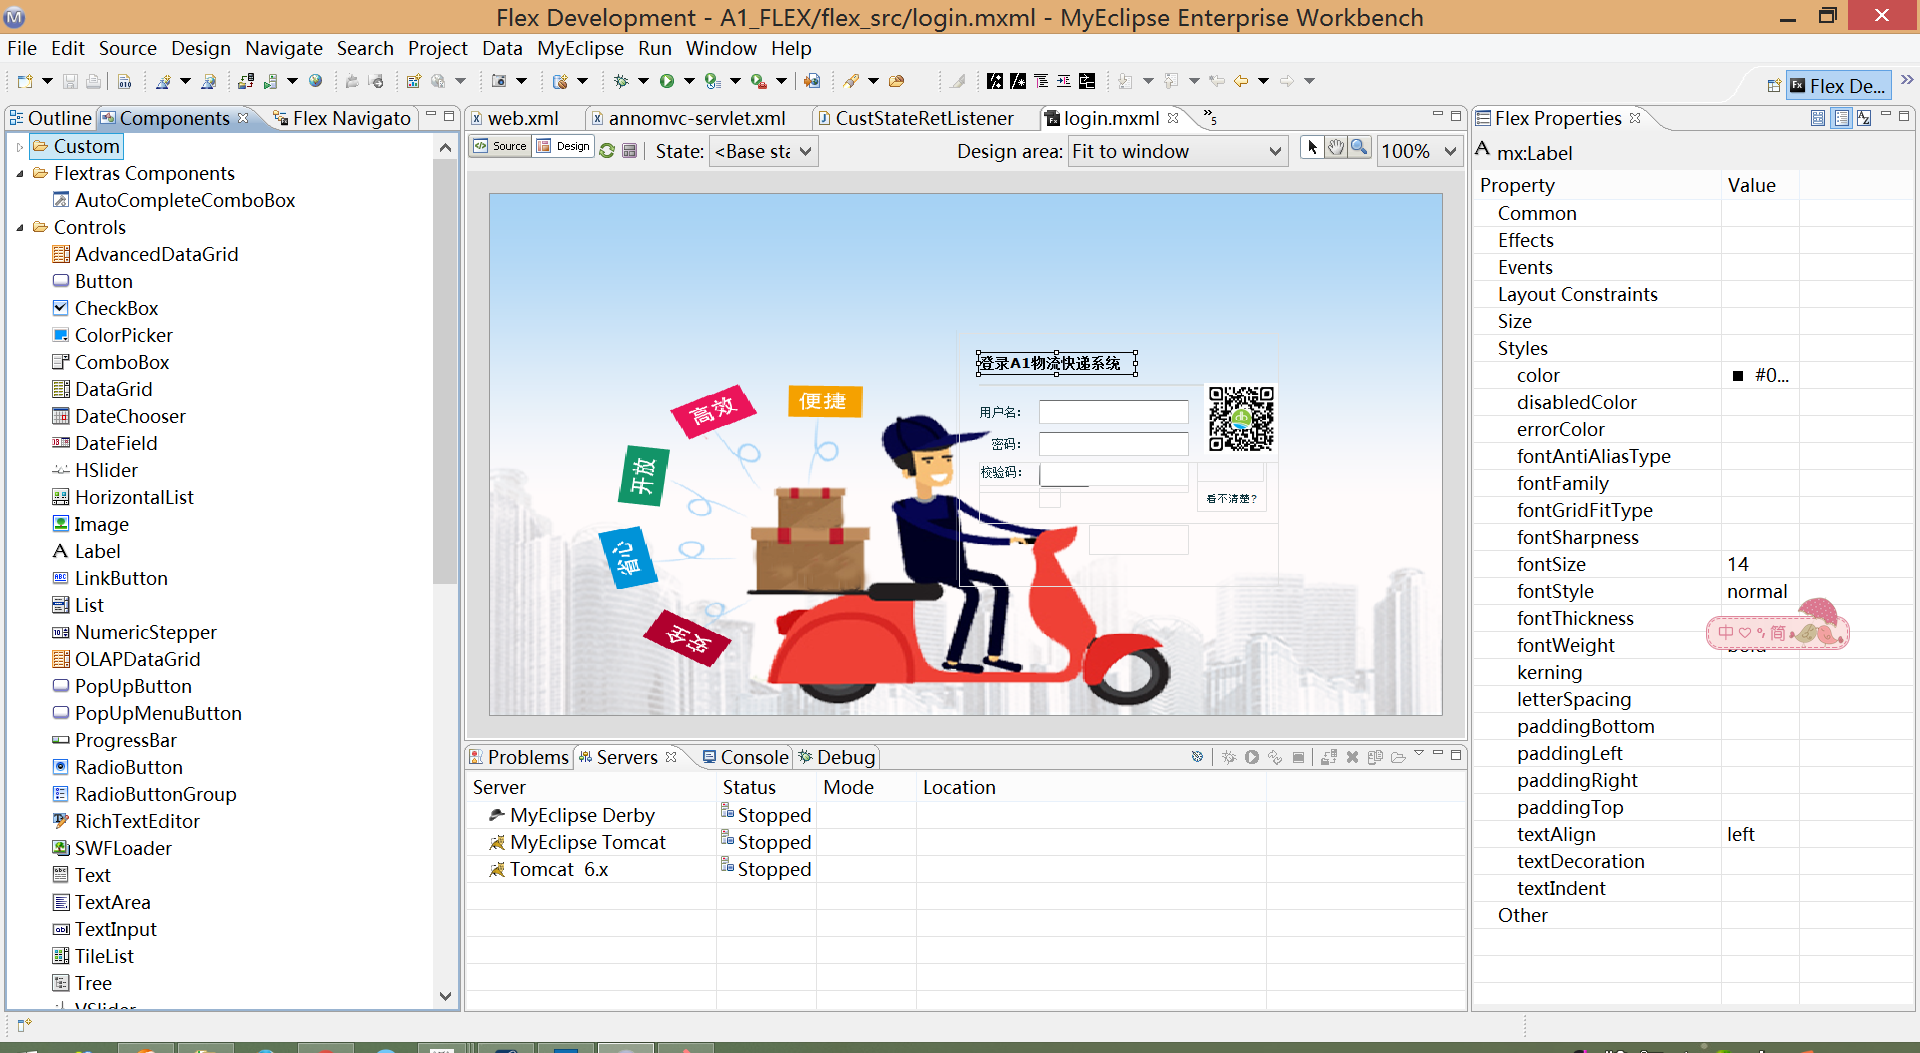 Flex Development - A1_FLEX/flex_src/login.mxml - MyEclipse Enterprise Workbench
File Edit Source Design Navigate Search Project Data MyEclipse Run Window Help
Flex De...
Outline Components Flex Navigato
Custom
Flextras Components
AutoCompleteComboBox
Controls
AdvancedDataGrid
Button
CheckBox
ColorPicker
ComboBox
DataGrid
DateChooser
DateField
HSlider
HorizontalList
Image
Label
LinkButton
List
NumericStepper
OLAPDataGrid
PopUpButton
PopUpMenuButton
ProgressBar
RadioButton
RadioButtonGroup
RichTextEditor
SWFLoader
Text
TextArea
TextInput
TileList
Tree
VSlider
web.xml annomvc-servlet.xml CustStateRetListener login.mxml »5
Source Design State: <Base sta Design area: Fit to window 100%
登录A1物流快递系统
用户名：
密码：
校验码：
看不清楚？
高效
便捷
开放
省心
安全
Problems Servers Console Debug
Server Status Mode Location
MyEclipse Derby Stopped
MyEclipse Tomcat Stopped
Tomcat 6.x Stopped
Flex Properties
mx:Label
Property Value
Common
Effects
Events
Layout Constraints
Size
Styles
color #0...
disabledColor
errorColor
fontAntiAliasType
fontFamily
fontGridFitType
fontSharpness
fontSize 14
fontStyle normal
fontThickness
fontWeight bold
kerning
letterSpacing
paddingBottom
paddingLeft
paddingRight
paddingTop
textAlign left
textDecoration
textIndent
Other
中 简